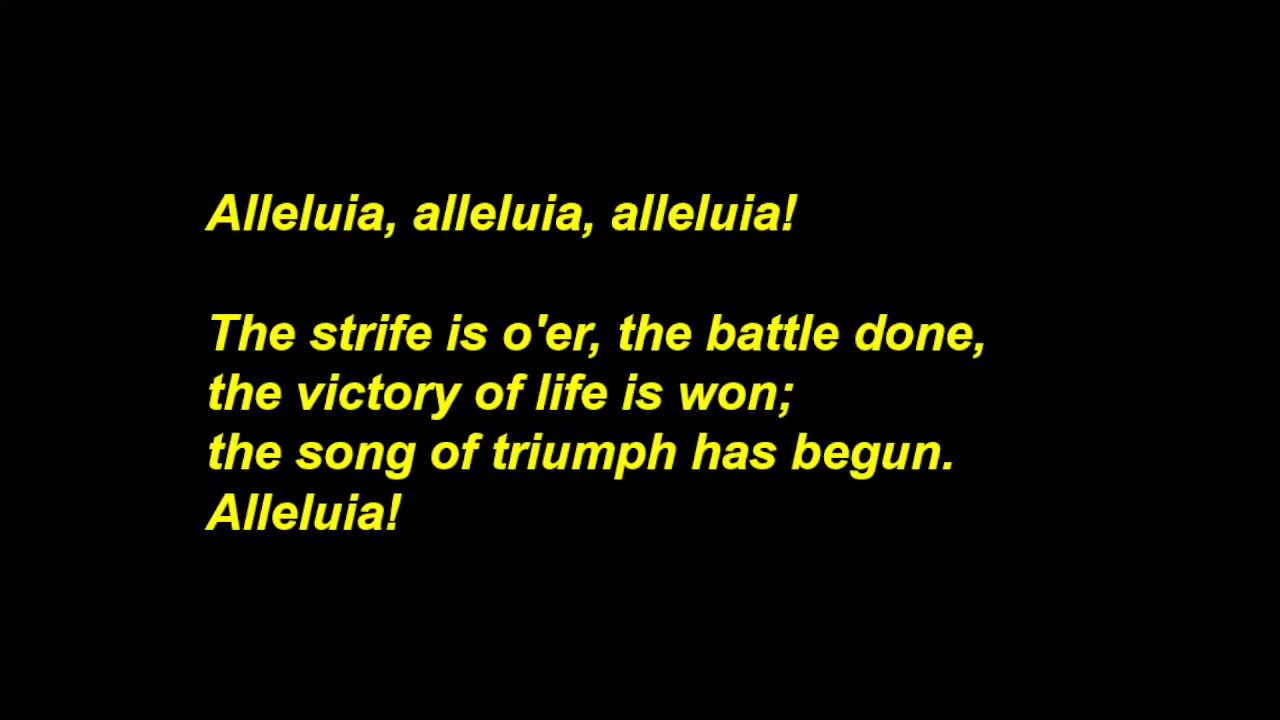 Alleluia, alleluia, alleluia!
The strife is o'er, the battle done,
the victory of life is won;
the song of triumph has begun.
Alleluia!